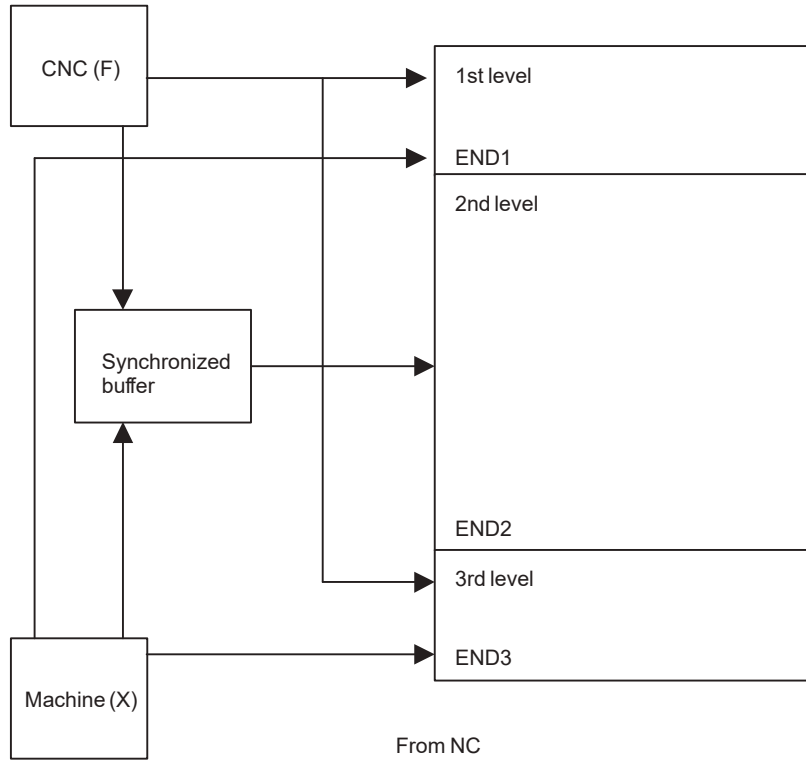 CNC (F)
1st level
END1
2nd level
Synchronized
buffer
END2
3rd level
END3
Machine (X)
From NC